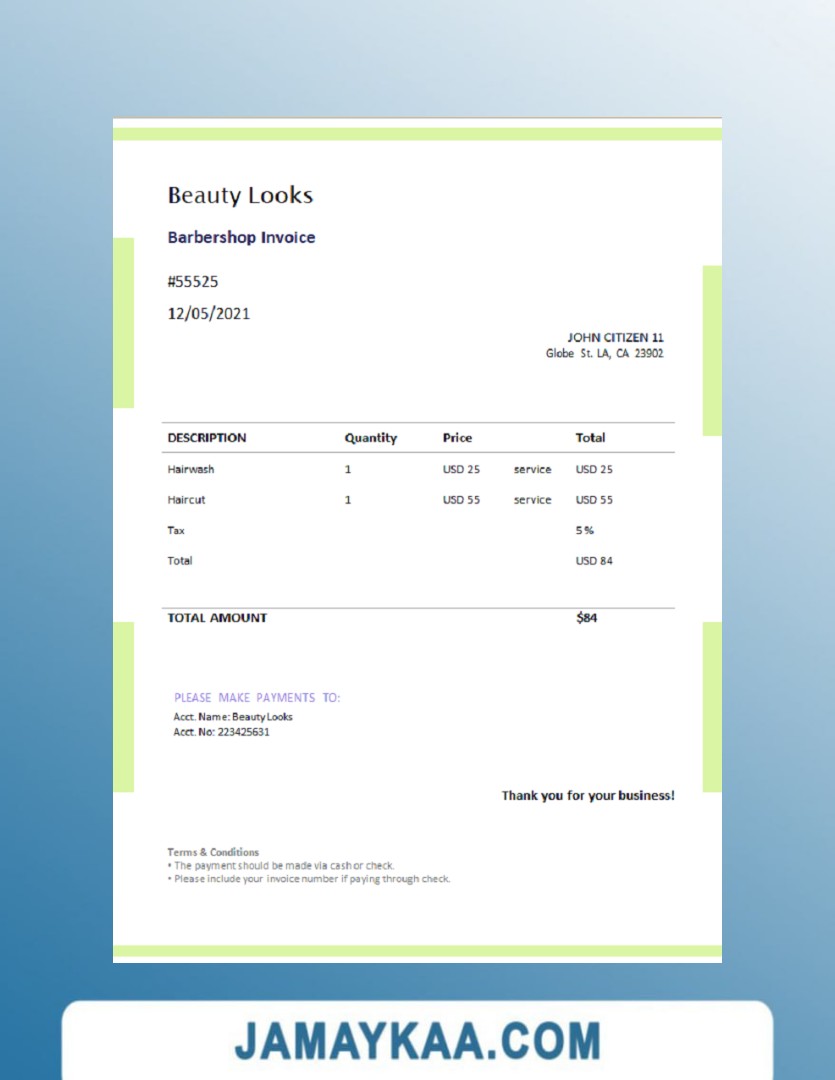 Beauty Looks
Barbershop Invoice
#55525
12/05/2021
JOHN CITIZEN 11
Globe St. LA, CA 23902
DESCRIPTION Quantity Price Total
Hairwash 1 USD 25 service USD 25
Haircut 1 USD 55 service USD 55
Tax 5%
Total USD 84
TOTAL AMOUNT $84
PLEASE MAKE PAYMENTS TO:
Acct. Name: Beauty Looks
Acct. No: 223425631
Thank you for your business!
Terms & Conditions
• The payment should be made via cash or check.
• Please include your invoice number if paying through check.
JAMAYKAA.COM